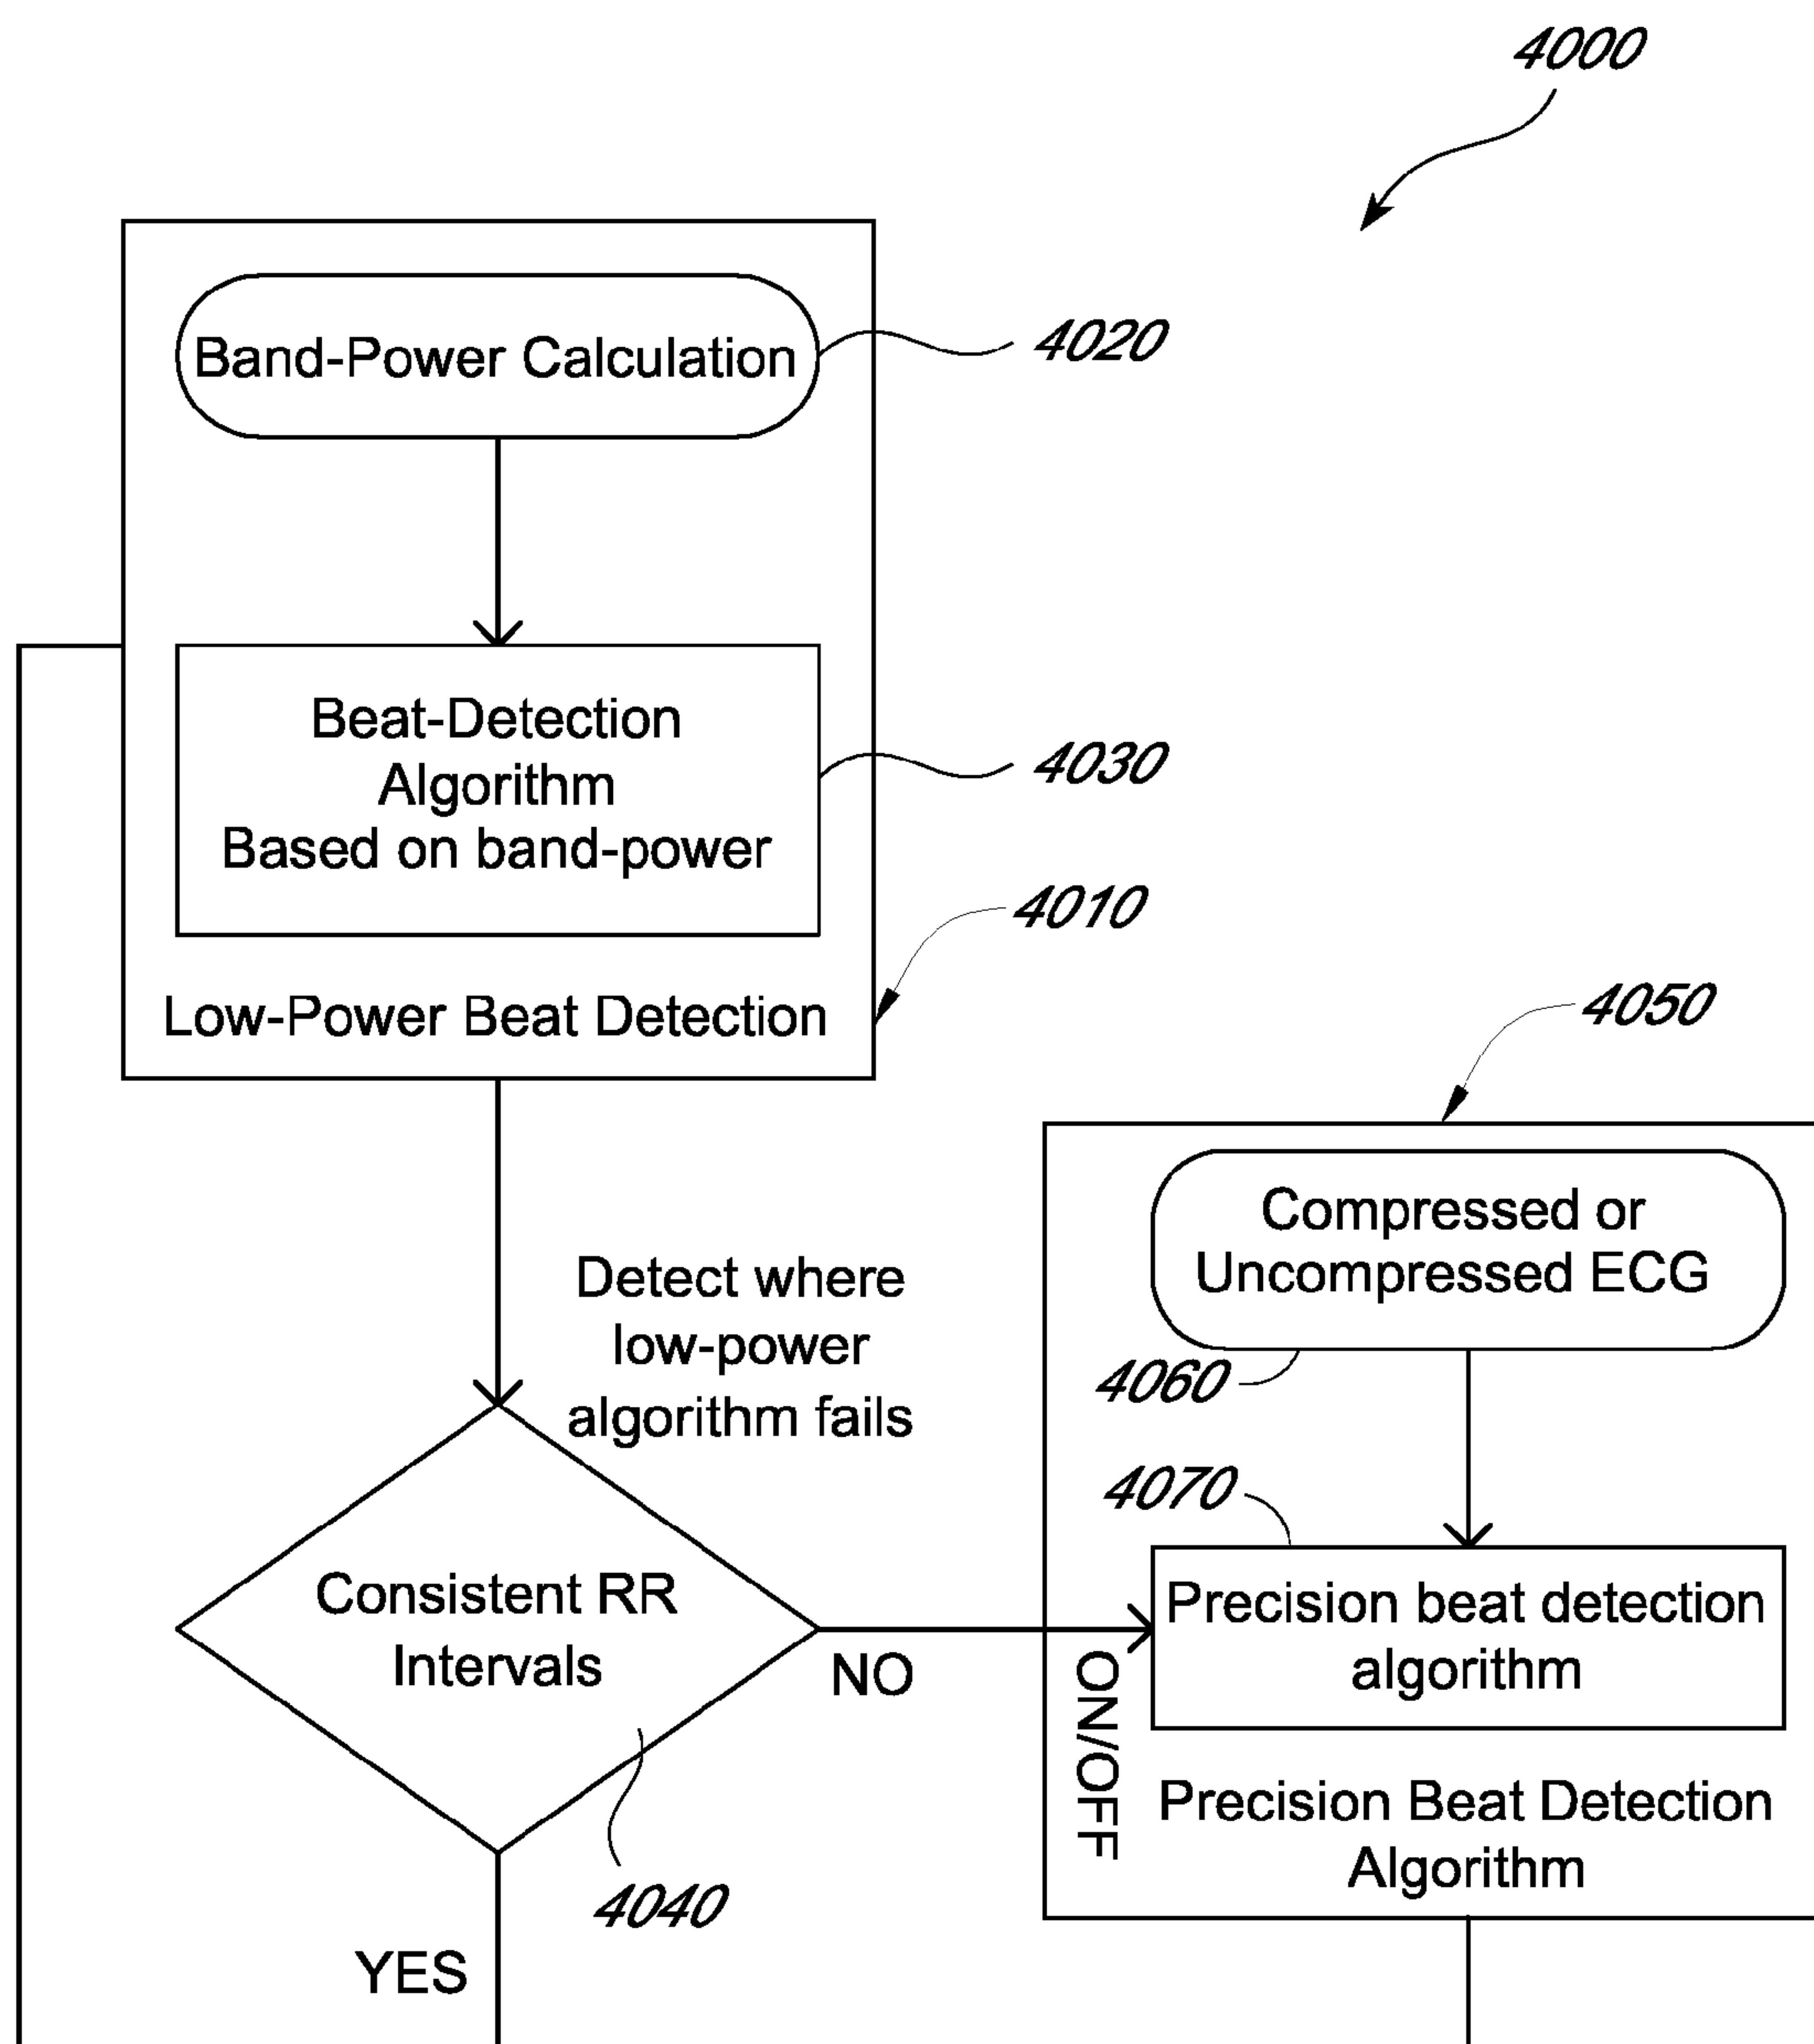 4000
Band-Power Calculation
4020
Beat-Detection
Algorithm
Based on band-power
4030
4010
Low-Power Beat Detection
4050
Compressed or
Uncompressed ECG
4060
Detect where
low-power
algorithm fails
4070
Consistent RR
Intervals
NO
ON/OFF
Precision beat detection
algorithm
Precision Beat Detection
Algorithm
4040
YES